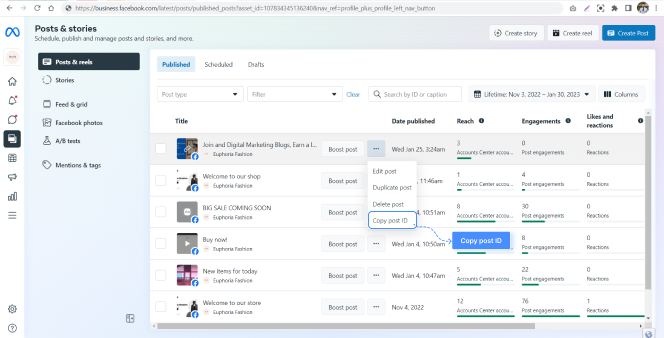 https://business.facebook.com/latest/posts/published_posts?asset_id=107834345136240&nav_ref=profile_plus_profile_left_nav_button
Posts & stories
Schedule, publish and manage posts and stories, and more.
Create story
Create reel
Create Post
Posts & reels
Stories
Feed & grid
Facebook photos
A/B tests
Mentions & tags
Published
Scheduled
Drafts
Post type
Filter
Clear
Search by ID or caption
Lifetime: Nov 3, 2022 – Jan 30, 2023
Columns
Title
Date published
Reach
Engagements
Likes and reactions
Join and Digital Marketing Blogs, Earn a l...
Euphoria Fashion
Boost post
Wed Jan 25, 3:24am
3
Accounts Center accou...
0
Post engagements
0
Reactions
Edit post
Duplicate post
Delete post
Copy post ID
Copy post ID
Welcome to our shop
Euphoria Fashion
Boost post
, 11:46am
1
Accounts Center accou...
4
Post engagements
0
Reactions
BIG SALE COMING SOON
Euphoria Fashion
Boost post
4, 10:51am
8
Accounts Center accou...
30
Post engagements
0
Reactions
Buy now!
Euphoria Fashion
Boost post
Wed Jan 4, 10:50am
8
Post engagements
0
Reactions
New Items for today
Euphoria Fashion
Boost post
Wed Jan 4, 10:47am
5
Accounts Center accou...
22
Post engagements
0
Reactions
Welcome to our store
Euphoria Fashion
Boost post
Nov 4, 2022
12
Accounts Center accou...
76
Post engagements
1
Reactions